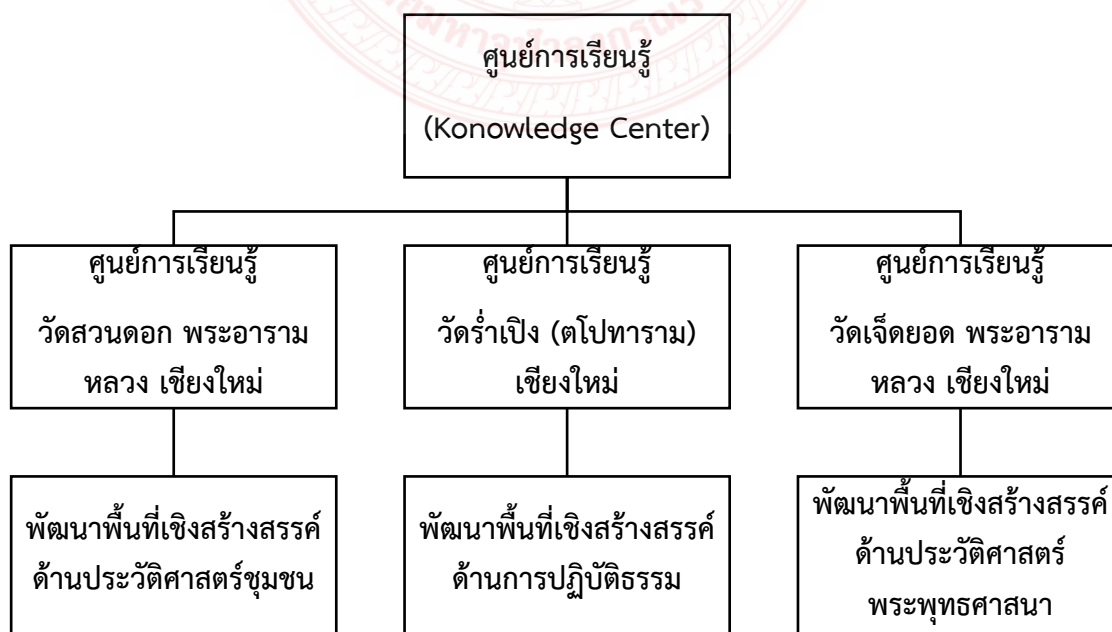 ศูนย์การเรียนรู้
(Konowledge Center)
ศูนย์การเรียนรู้
วัดสวนดอก พระอาราม
หลวง เชียงใหม่
ศูนย์การเรียนรู้
วัดร่ำเปิง (ตโปทาราม)
เชียงใหม่
ศูนย์การเรียนรู้
วัดเจ็ดยอด พระอาราม
หลวง เชียงใหม่
พัฒนาพื้นที่เชิงสร้างสรรค์
ด้านประวัติศาสตร์ชุมชน
พัฒนาพื้นที่เชิงสร้างสรรค์
ด้านการปฏิบัติธรรม
พัฒนาพื้นที่เชิงสร้างสรรค์
ด้านประวัติศาสตร์
พระพุทธศาสนา